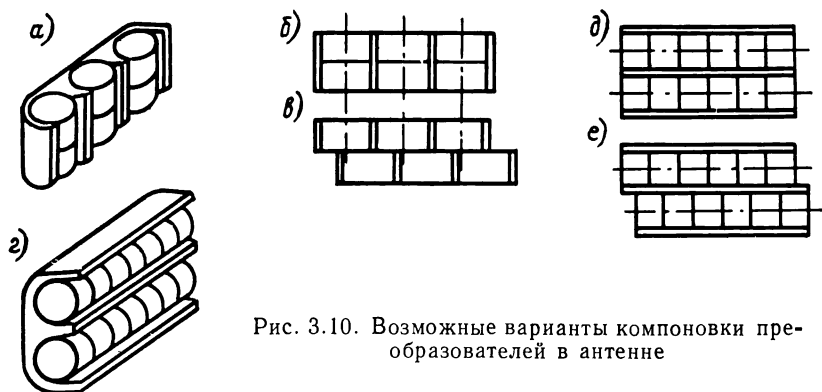 а)
б)
д)
в)
е)
г)
Рис. 3.10. Возможные варианты компоновки пре-
образователей в антенне